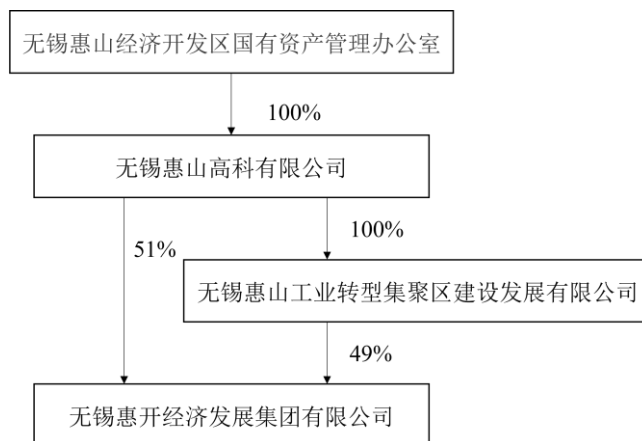 无锡惠山经济开发区国有资产管理办公室
100%
无锡惠山高科有限公司
51%
100%
无锡惠山工业转型集聚区建设发展有限公司
49%
无锡惠开经济发展集团有限公司